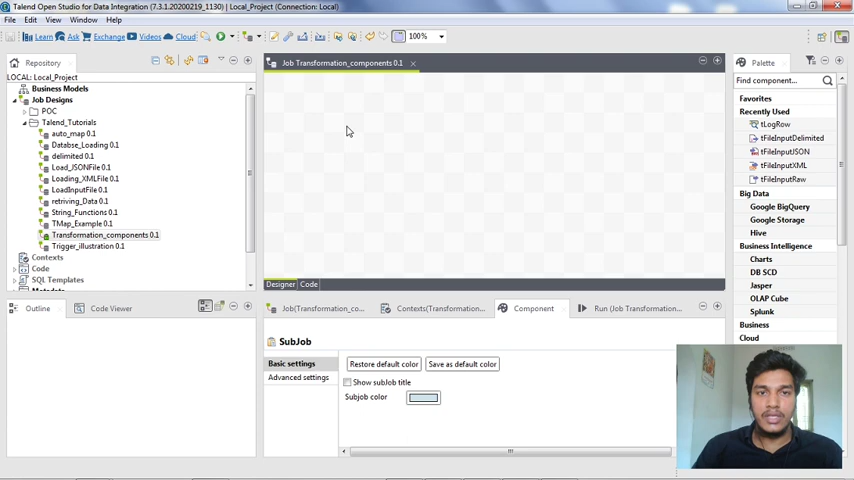 Talend Open Studio for Data Integration (7.3.1.20200219_1130) | Local_Project (Connection: Local)
File Edit View Window Help
Learn Ask Exchange Videos Cloud 100%
Repository
LOCAL: Local_Project
Business Models
Job Designs
POC
Talend_Tutorials
auto_map 0.1
Databse_Loading 0.1
delimited 0.1
Load_JSONFile 0.1
Loading_XMLFile 0.1
LoadInputFile 0.1
retriving_Data 0.1
String_Functions 0.1
TMap_Example 0.1
Transformation_components 0.1
Trigger_illustration 0.1
Contexts
Code
SQL Templates
Job Transformation_components 0.1
Designer Code
Palette
Find component...
Favorites
Recently Used
tLogRow
tFileInputDelimited
tFileInputJSON
tFileInputXML
tFileInputRaw
Big Data
Google BigQuery
Google Storage
Hive
Business Intelligence
Charts
DB SCD
Jasper
OLAP Cube
Splunk
Business
Cloud
Outline Code Viewer
Job(Transformation_co... Contexts(Transformation... Component Run (Job Transformation...
SubJob
Basic settings
Advanced settings
Restore default color Save as default color
Show subJob title
Subjob color